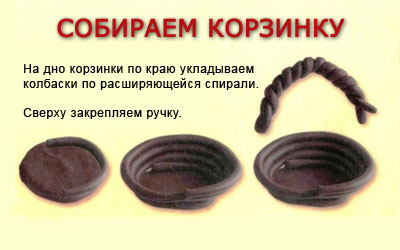 СОБИРАЕМ КОРЗИНКУ
На дно корзинки по краю укладываем
колбаски по расширяющейся спирали.
Сверху закрепляем ручку.